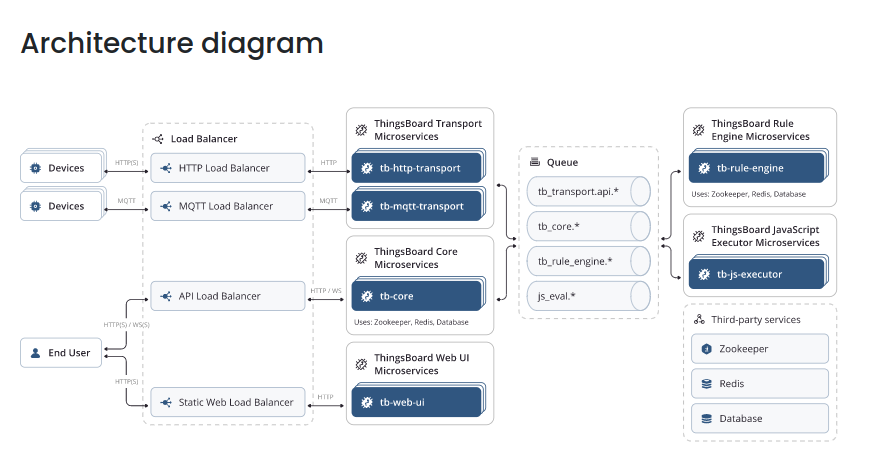 Architecture diagram
Devices
HTTP(S)
Devices
MQTT
End User
HTTP(S) / WS(S)
HTTP(S)
Load Balancer
HTTP Load Balancer
MQTT Load Balancer
API Load Balancer
Static Web Load Balancer
HTTP
MQTT
HTTP / WS
HTTP
ThingsBoard Transport
Microservices
tb-http-transport
tb-mqtt-transport
ThingsBoard Core
Microservices
tb-core
Uses: Zookeeper, Redis, Database
ThingsBoard Web UI
Microservices
tb-web-ui
Queue
tb_transport.api.*
tb_core.*
tb_rule_engine.*
js_eval.*
ThingsBoard Rule
Engine Microservices
tb-rule-engine
Uses: Zookeeper, Redis, Database
ThingsBoard JavaScript
Executor Microservices
tb-js-executor
Third-party services
Zookeeper
Redis
Database